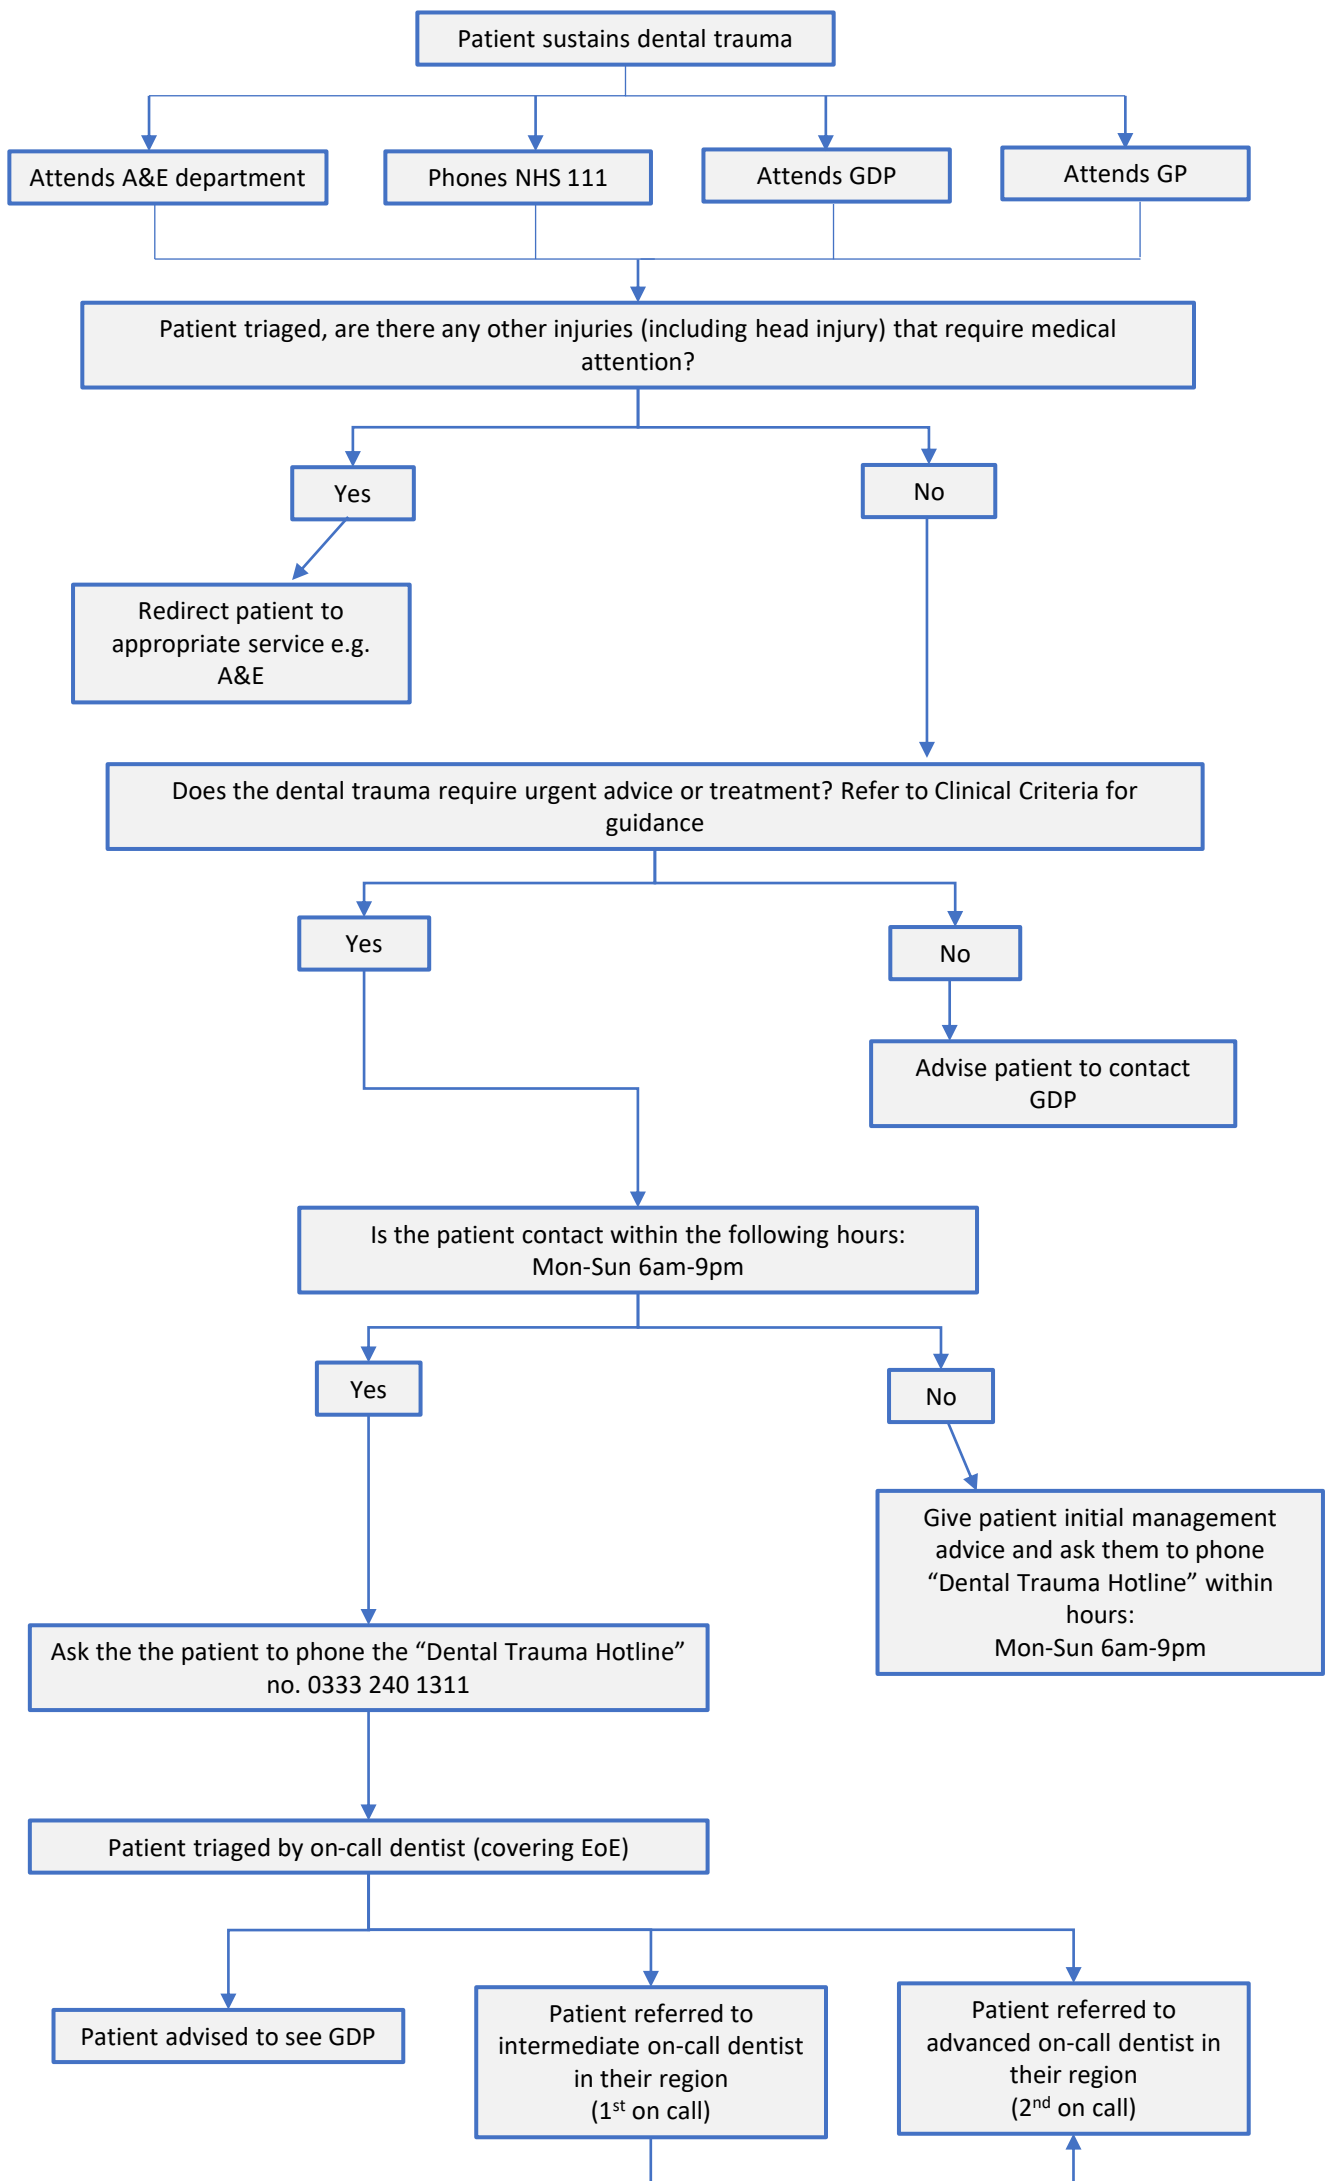 Patient sustains dental trauma
Attends A&E department
Phones NHS 111
Attends GDP
Attends GP
Patient triaged, are there any other injuries (including head injury) that require medical
attention?
Yes
No
Redirect patient to
appropriate service e.g.
A&E
Does the dental trauma require urgent advice or treatment? Refer to Clinical Criteria for
guidance
Yes
No
Advise patient to contact
GDP
Is the patient contact within the following hours:
Mon-Sun 6am-9pm
Yes
No
Give patient initial management
advice and ask them to phone
“Dental Trauma Hotline” within
hours:
Mon-Sun 6am-9pm
Ask the the patient to phone the “Dental Trauma Hotline”
no. 0333 240 1311
Patient triaged by on-call dentist (covering EoE)
Patient advised to see GDP
Patient referred to
intermediate on-call dentist
in their region
(1st on call)
Patient referred to
advanced on-call dentist in
their region
(2nd on call)